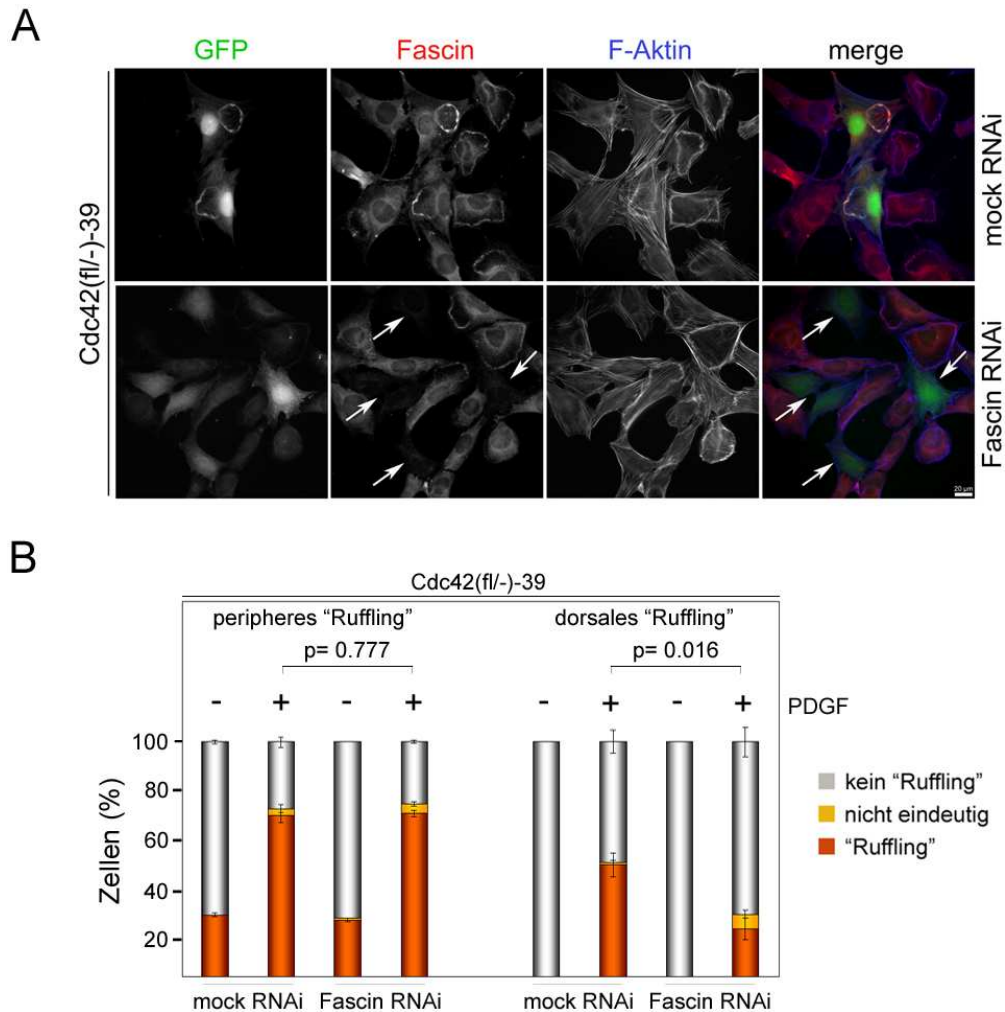 A
GFP Fascin F-Aktin merge
Cdc42(fl/-)-39
mock RNAi
Fascin RNAi
20 µm
B
Cdc42(fl/-)-39
peripheres “Ruffling” dorsales “Ruffling”
p= 0.777 p= 0.016
- + - + - + - + PDGF
Zellen (%)
100
80
60
40
20
kein “Ruffling”
nicht eindeutig
“Ruffling”
mock RNAi Fascin RNAi mock RNAi Fascin RNAi